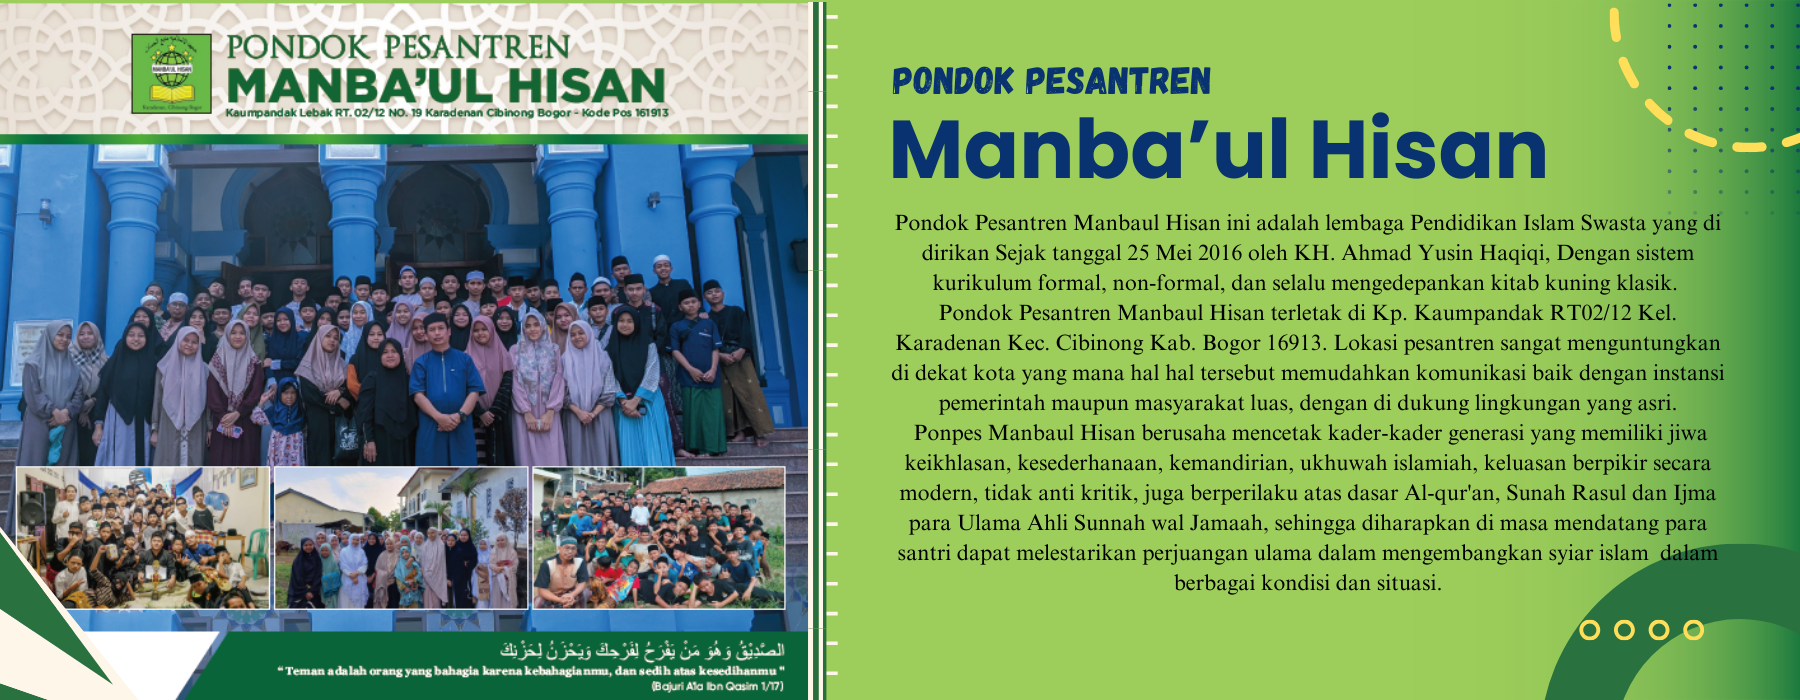 PONDOK PESANTREN
MANBA'UL HISAN
Kaumpandak Lebak RT. 02/12 NO. 19 Karadenan Cibinong Bogor - Kode Pos 161913
MANBA'UL HISAN
Karadenan, Cibinong Bogor
الصَّدِيْقُ وَهُوَ مَنْ يَفْرَحُ لِفَرَحِكَ وَيَحْزَنُ لِحَزَنِكَ
“Teman adalah orang yang bahagia karena kebahagianmu, dan sedih atas kesedihanmu "
(Bajuri A'la Ibn Qasim 1/17)
PONDOK PESANTREN
Manba’ul Hisan
Pondok Pesantren Manbaul Hisan ini adalah lembaga Pendidikan Islam Swasta yang di
dirikan Sejak tanggal 25 Mei 2016 oleh KH. Ahmad Yusin Haqiqi, Dengan sistem
kurikulum formal, non-formal, dan selalu mengedepankan kitab kuning klasik.
Pondok Pesantren Manbaul Hisan terletak di Kp. Kaumpandak RT02/12 Kel.
Karadenan Kec. Cibinong Kab. Bogor 16913. Lokasi pesantren sangat menguntungkan
di dekat kota yang mana hal hal tersebut memudahkan komunikasi baik dengan instansi
pemerintah maupun masyarakat luas, dengan di dukung lingkungan yang asri.
Ponpes Manbaul Hisan berusaha mencetak kader-kader generasi yang memiliki jiwa
keikhlasan, kesederhanaan, kemandirian, ukhuwah islamiah, keluasan berpikir secara
modern, tidak anti kritik, juga berperilaku atas dasar Al-qur'an, Sunah Rasul dan Ijma
para Ulama Ahli Sunnah wal Jamaah, sehingga diharapkan di masa mendatang para
santri dapat melestarikan perjuangan ulama dalam mengembangkan syiar islam  dalam
berbagai kondisi dan situasi.